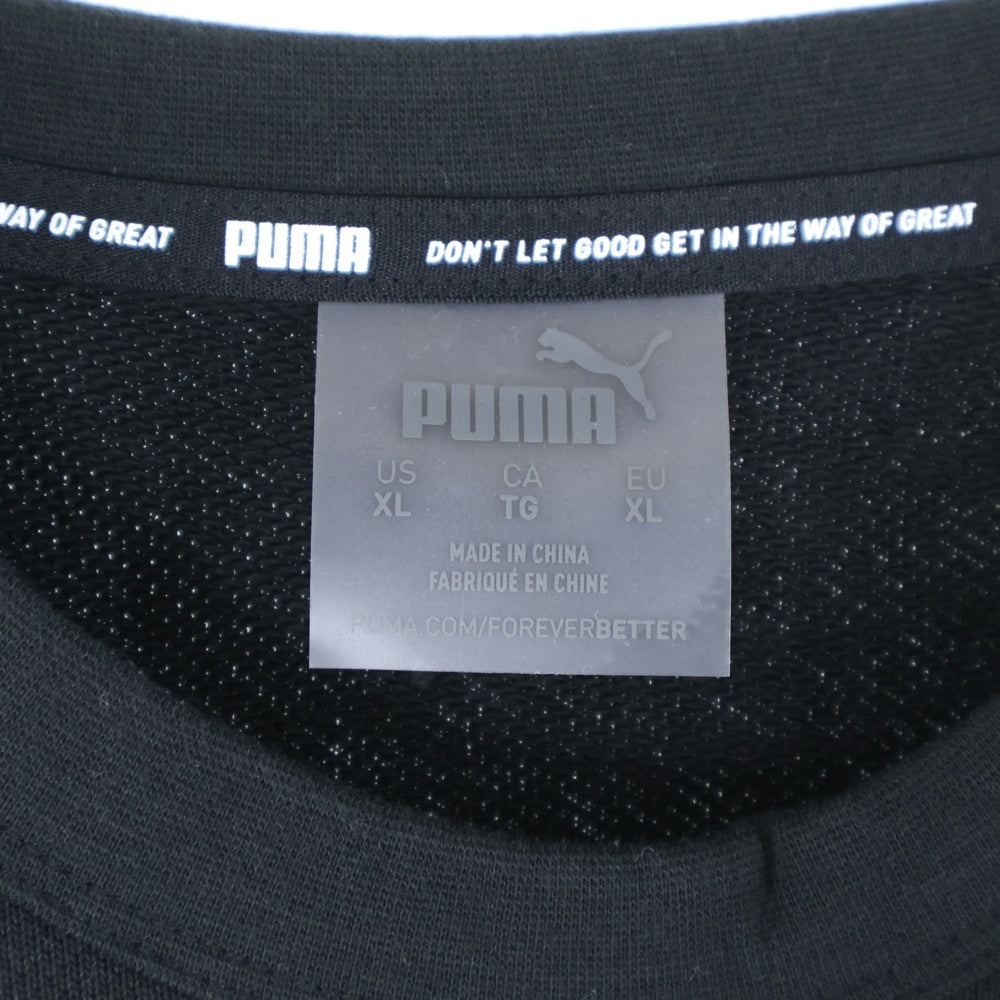 WAY OF GREAT PUMA DON'T LET GOOD GET IN THE WAY OF GREAT
PUMA
US CA EU
XL TG XL
MADE IN CHINA
FABRIQUÉ EN CHINE
PUMA.COM/FOREVERBETTER